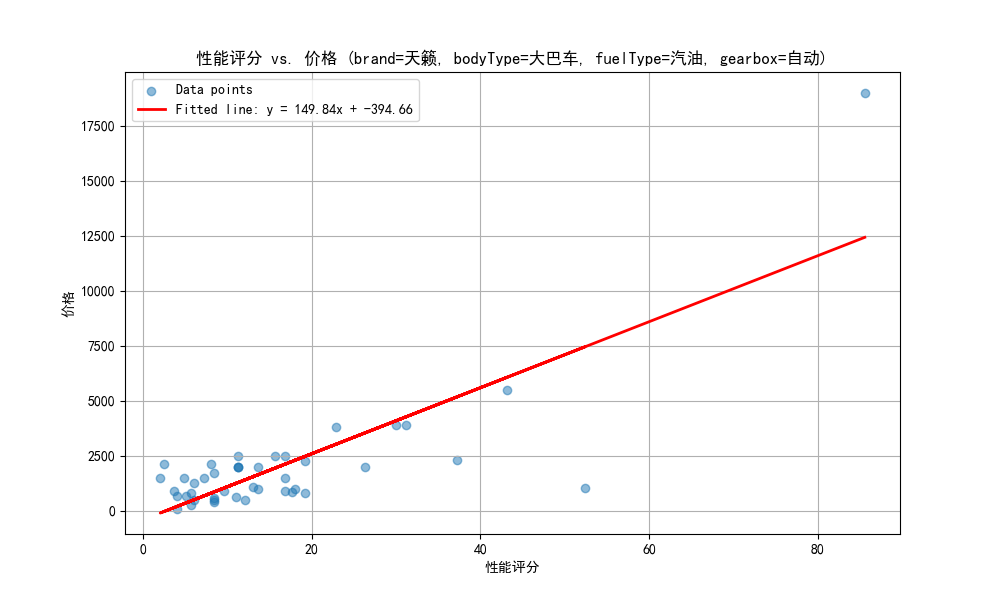 性能评分 vs. 价格 (brand=天籁, bodyType=大巴车, fuelType=汽油, gearbox=自动)
Data points
Fitted line: y = 149.84x + -394.66
价格
17500
15000
12500
10000
7500
5000
2500
0
0 20 40 60 80
性能评分